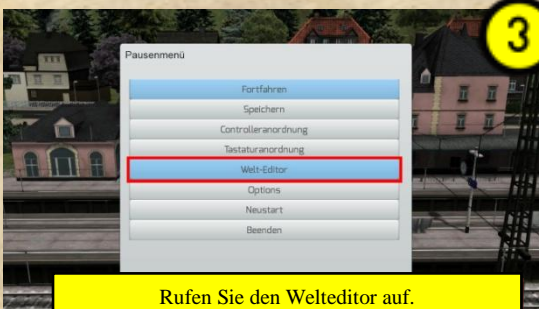 3
Pausenmenü
Fortfahren
Speichern
Controlleranordnung
Tastaturanordnung
Welt-Editor
Options
Neustart
Beenden
Rufen Sie den Welteditor auf.